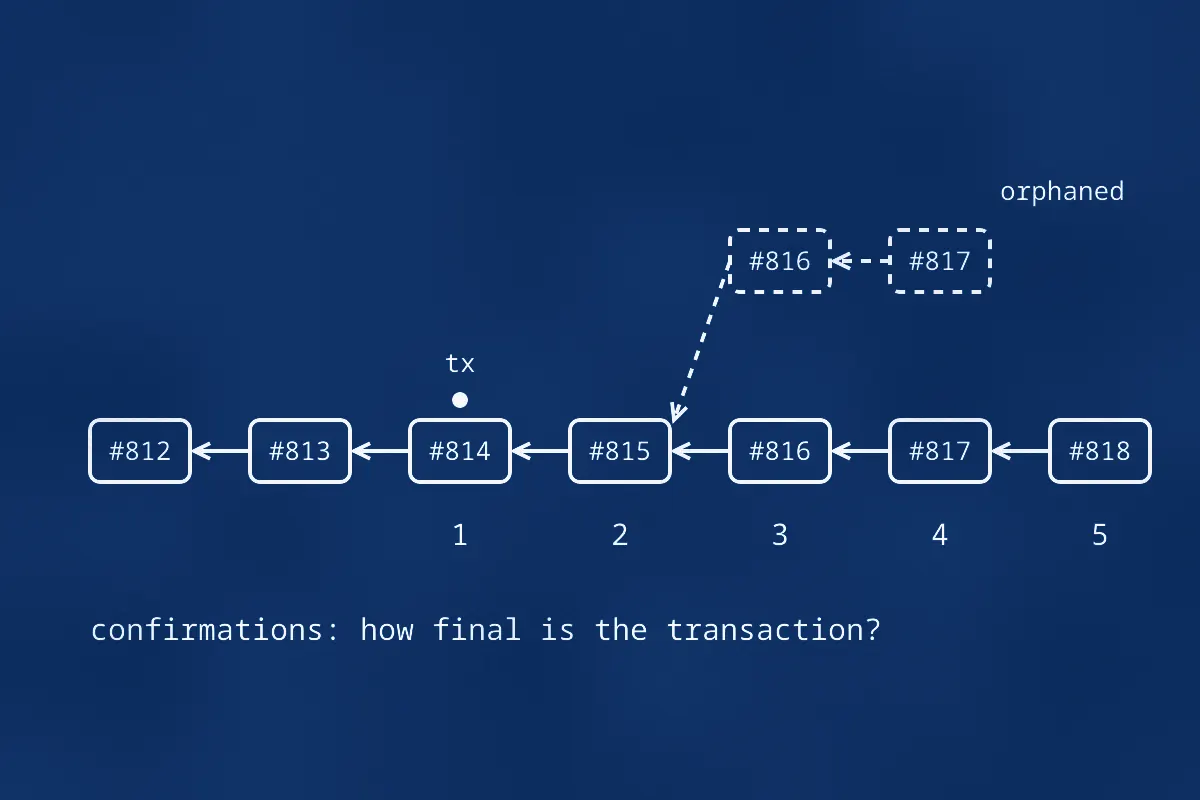 orphaned
#816 #817
tx
#812 #813 #814 #815 #816 #817 #818
1 2 3 4 5
confirmations: how final is the transaction?